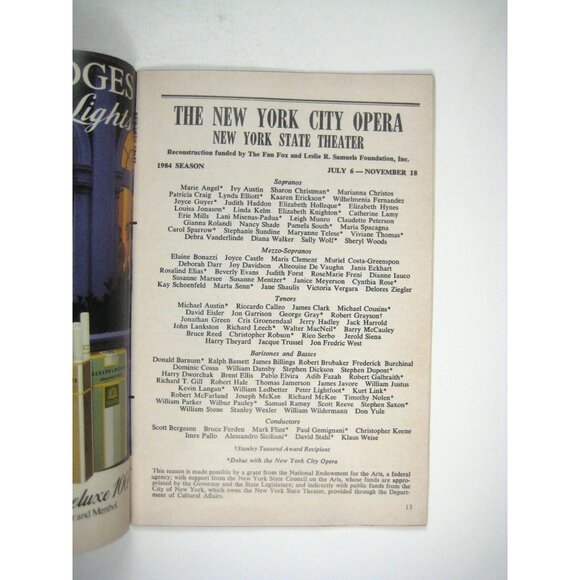 DGES
Lights
THE NEW YORK CITY OPERA
NEW YORK STATE THEATER
Reconstruction funded by The Fan Fox and Leslie R. Samuels Foundation, Inc.
1984 SEASON JULY 6—NOVEMBER 18
Sopranos
Marie Angel* Ivy Austin Sharon Christman* Marianna Christos
Patricia Craig Lynda Elliott* Kaaren Erickson* Wilhelmenia Fernandez
Joyce Guyer* Judith Haddon Elizabeth Holleque* Elizabeth Hynes
Louisa Jonason* Linda Kelm Elizabeth Knighton* Catherine Lamy
Erie Mills Lani Misenas-Padua* Leigh Munro Claudette Peterson
Gianna Rolandi Nancy Shade Pamela South* Maria Spacagna
Carol Sparrow* Stephanie Sundine Maryanne Telese* Viviane Thomas*
Debra Vanderlinde Diana Walker Sally Wolf* Sheryl Woods
Mezzo-Sopranos
Elaine Bonazzi Joyce Castle Maris Clement Muriel Costa-Greenspon
Deborah Darr Joy Davidson Alteouise De Vaughn Janis Eckhart
Rosalind Elias* Beverly Evans Judith Forst RoseMarie Freni Dianne Iauco
Susanne Marsee Susanne Mentzer* Janice Meyerson Cynthia Rose*
Kay Schoenfeld Marta Senn* Jane Shaulis Victoria Vergara Delores Ziegler
Tenors
Michael Austin* Riccardo Calleo James Clark Michael Cousins*
David Eisler Jon Garrison George Gray* Robert Grayson†
Jonathan Green Cris Groenendaal Jerry Hadley Jack Harrold
John Lankston Richard Leech* Walter MacNeil* Barry McCauley
Bruce Reed Christopher Robson* Rico Serbo Jerold Siena
Harry Theyard Jacque Trussel Jon Fredric West
Baritones and Basses
Donald Barnum* Ralph Bassett James Billings Robert Brubaker Frederick Burchinal
Dominic Cossa William Dansby Stephen Dickson Stephen Dupont*
Harry Dworchak Brent Ellis Pablo Elvira Adib Fazah Robert Galbraith*
Richard T. Gill Robert Hale Thomas Jamerson James Javore William Justus
Kevin Langan* William Ledbetter Peter Lightfoot* Kurt Link*
Robert McFarland Joseph McKee Richard McKee Timothy Nolen*
William Parker Wilbur Pauley* Samuel Ramey Scott Reeve Stephen Saxon*
William Stone Stanley Wexler William Wildermann Don Yule
Conductors
Scott Bergeson Bruce Ferden Mark Flint* Paul Gemignani* Christopher Keene
Imre Pallo Alessandro Siciliani* David Stahl* Klaus Weise
†Stanley Tausend Award Recipient
*Debut with the New York City Opera
This season is made possible by a grant from the National Endowment for the Arts, a federal
agency; with support from the New York State Council on the Arts, whose funds are appro-
priated by the Governor and the State Legislature; and indirectly with public funds from the
City of New York, which owns the New York State Theater, provided through the Depart-
ment of Cultural Affairs.
13
eluxe 100
and Menthol.